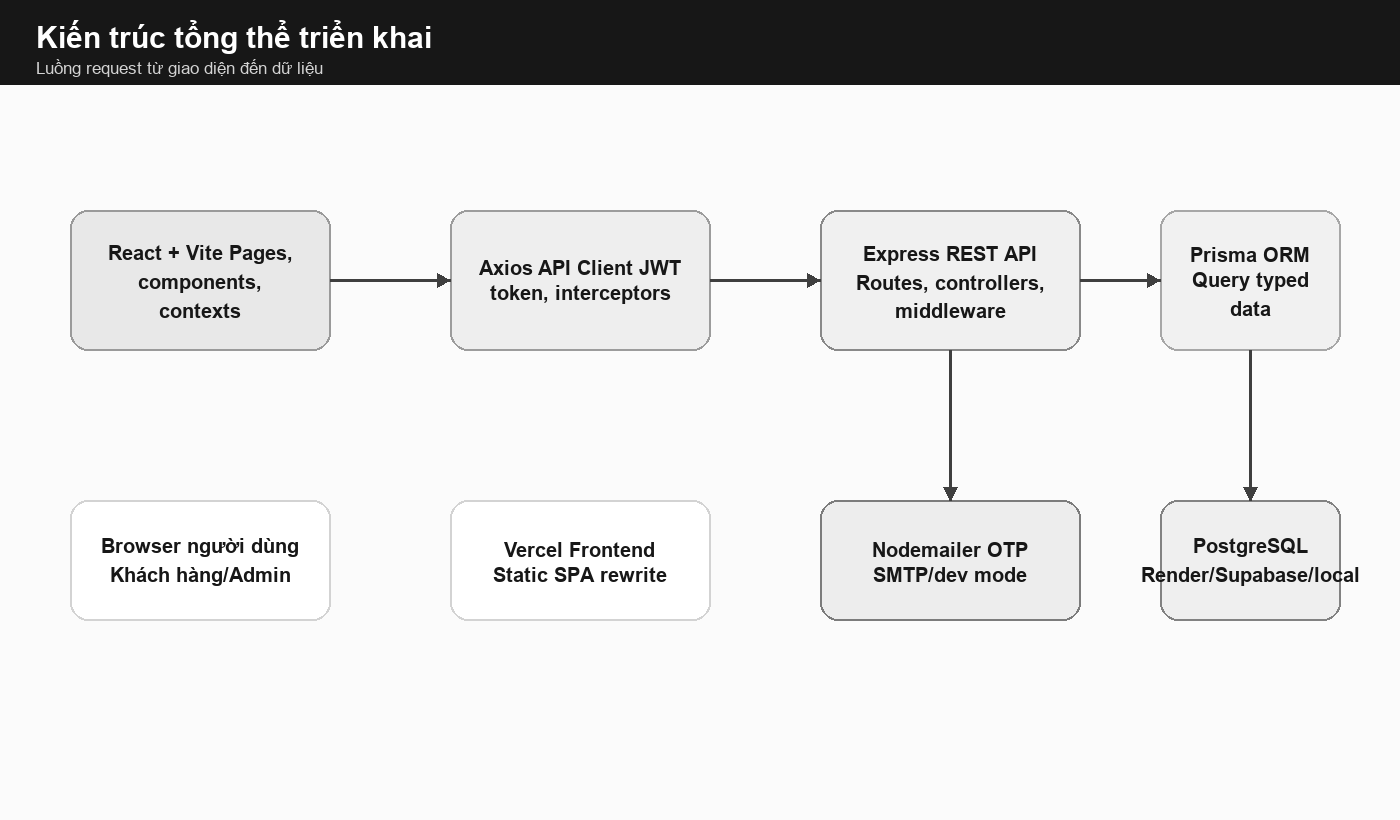 Kiến trúc tổng thể triển khai
Luồng request từ giao diện đến dữ liệu
React + Vite Pages,
components,
contexts
Axios API Client JWT
token, interceptors
Express REST API
Routes, controllers,
middleware
Prisma ORM
Query typed
data
Browser người dùng
Khách hàng/Admin
Vercel Frontend
Static SPA rewrite
Nodemailer OTP
SMTP/dev mode
PostgreSQL
Render/Supabase/local